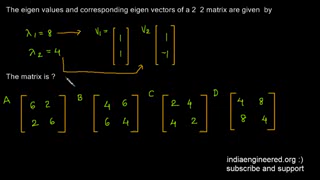 The eigen values and corresponding eigen vectors of a 2 2 matrix are given by
λ₁ = 8 → V₁ = [1 1] V₂ [1 -1]
λ₂ = 4
The matrix is ?
A [6 2 B [4 6 C [2 4 D [4 8
2 6] 6 4] 4 2] 8 4]
indiaengineered.org :)
subscribe and support